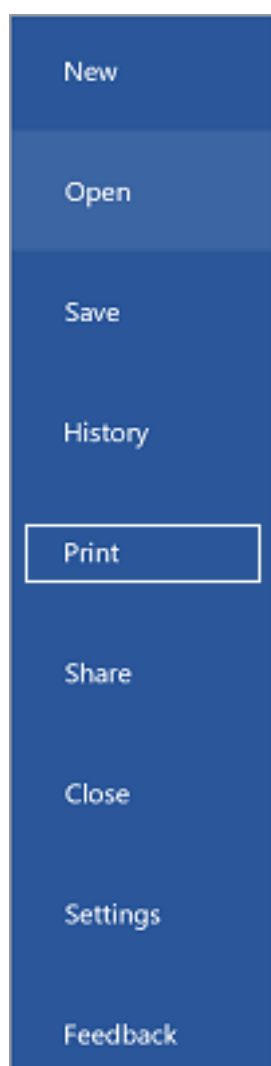 New
Open
Save
History
Print
Share
Close
Settings
Feedback